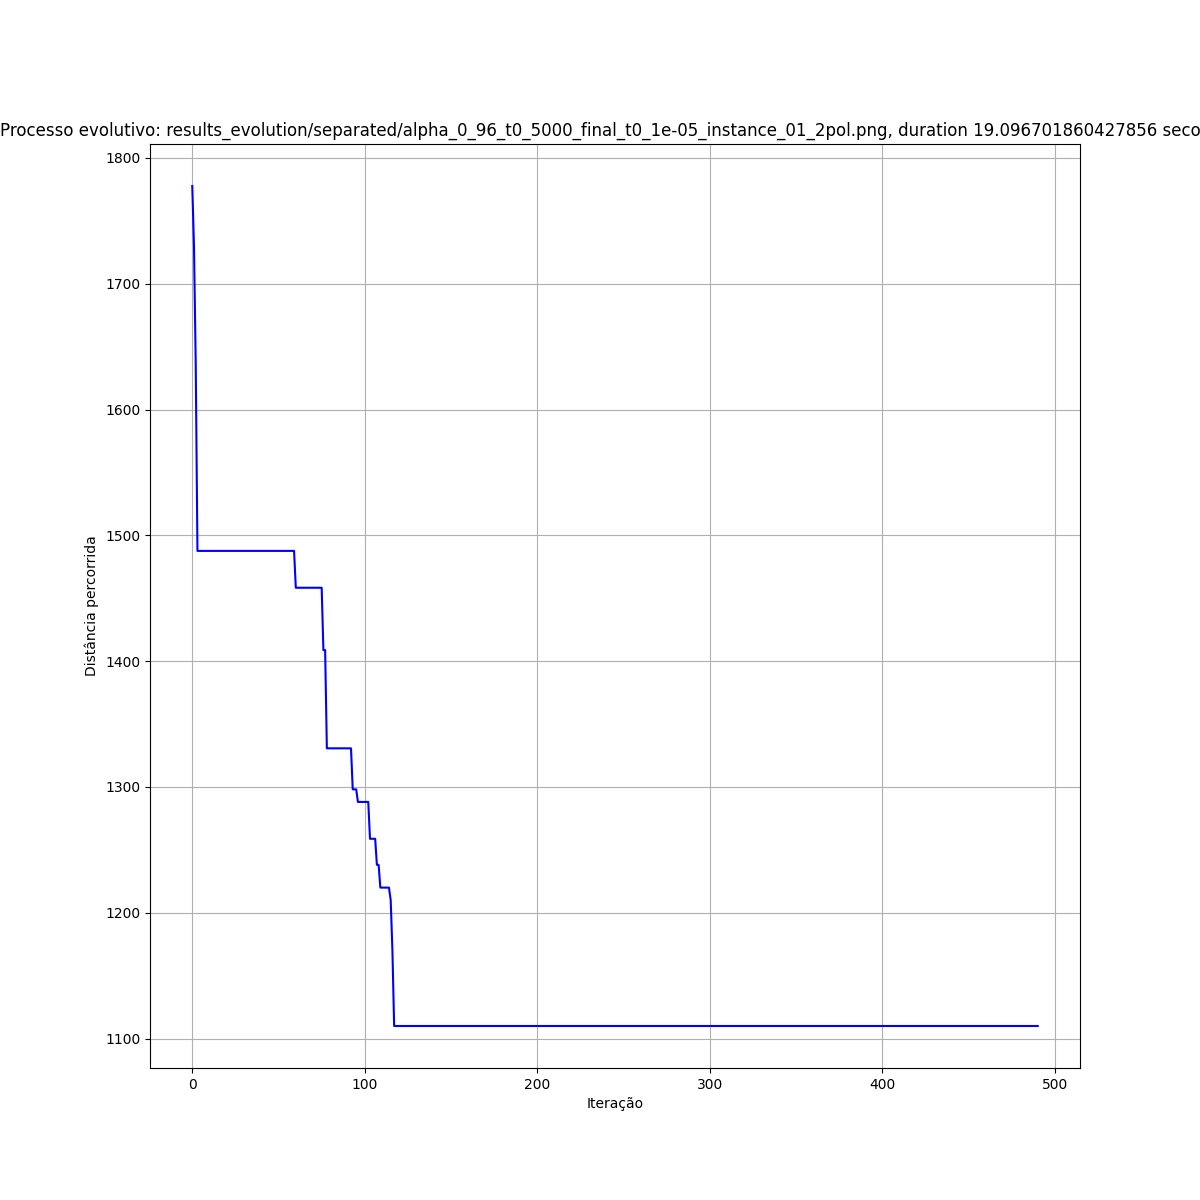 Processo evolutivo: results_evolution/separated/alpha_0_96_t0_5000_final_t0_1e-05_instance_01_2pol.png, duration 19.096701860427856 seco
1800
1700
1600
1500
1400
1300
1200
1100
Distância percorrida
0 100 200 300 400 500
Iteração